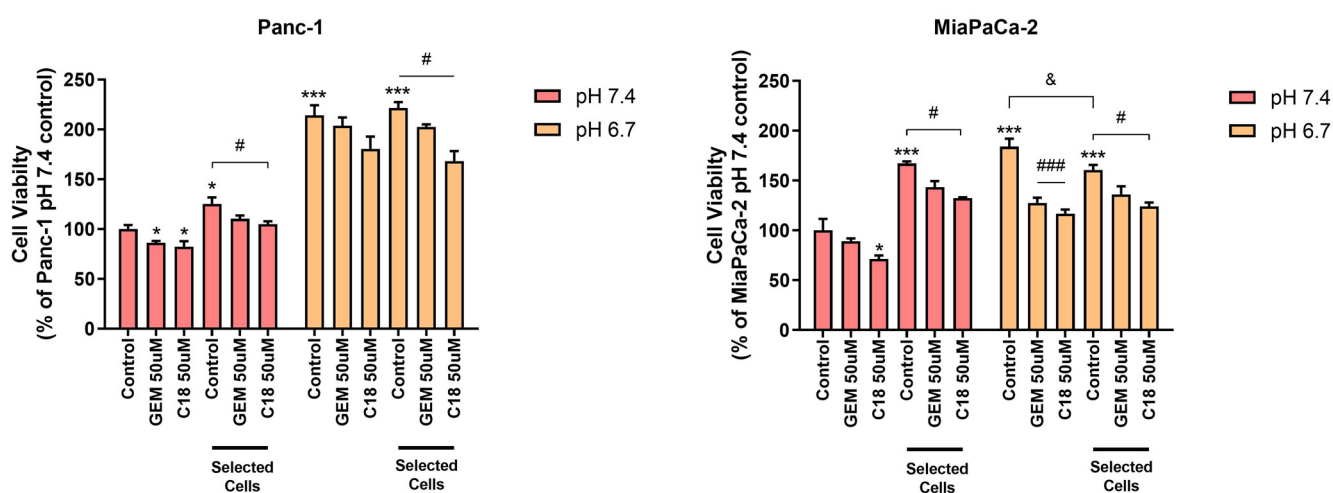 Panc-1
Cell Viabilty
(% of Panc-1 pH 7.4 control)
250
200
150
100
50
0
*
*
*
#
***
***
#
pH 7.4
pH 6.7
Control
GEM 50uM
C18 50uM
Control
GEM 50uM
C18 50uM
Control
GEM 50uM
C18 50uM
Control
GEM 50uM
C18 50uM
Selected
Cells
Selected
Cells
MiaPaCa-2
Cell Viabilty
(% of MiaPaCa-2 pH 7.4 control)
250
200
150
100
50
0
*
***
#
***
###
&
***
#
pH 7.4
pH 6.7
Control
GEM 50uM
C18 50uM
Control
GEM 50uM
C18 50uM
Control
GEM 50uM
C18 50uM
Control
GEM 50uM
C18 50uM
Selected
Cells
Selected
Cells